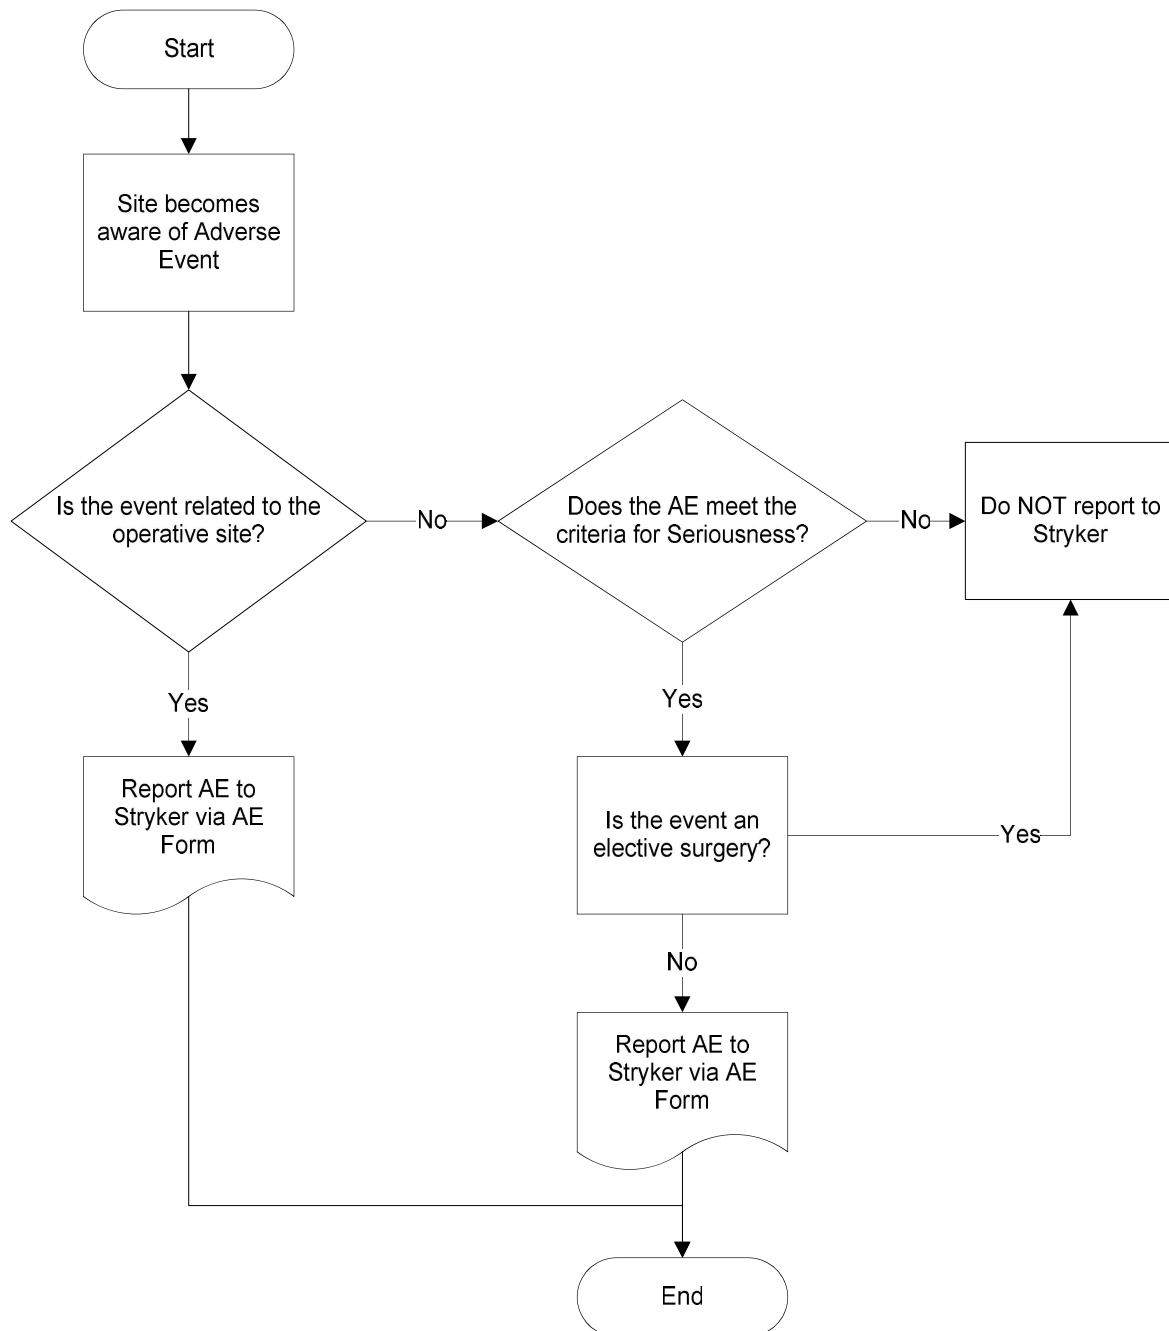 Start
Site becomes
aware of Adverse
Event
Is the event related to the
operative site?
No
Does the AE meet the
criteria for Seriousness?
No
Do NOT report to
Stryker
Yes
Yes
Report AE to
Stryker via AE
Form
Is the event an
elective surgery?
Yes
No
Report AE to
Stryker via AE
Form
End